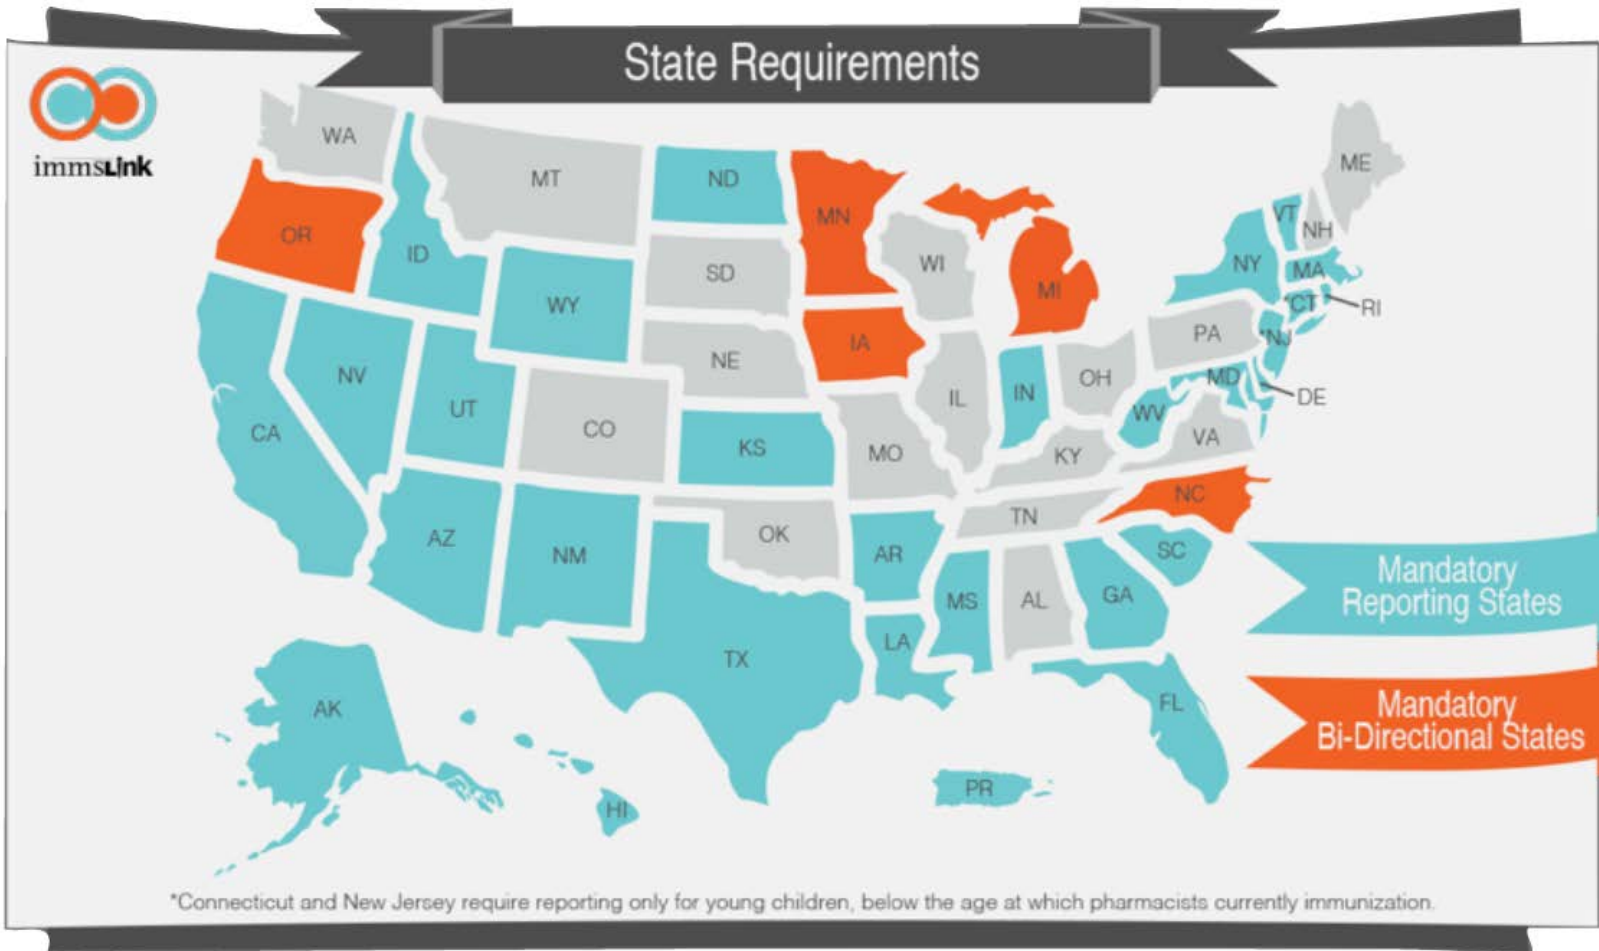 State Requirements
immsLink
WA
MT
ND
MN
ME
OR
ID
SD
WI
MI
VT
NH
NY
MA
WY
*CT
RI
NE
IA
PA
*NJ
NV
UT
CO
KS
IL
IN
OH
MD
DE
WV
VA
CA
MO
KY
NC
AZ
NM
OK
AR
TN
SC
Mandatory
Reporting States
MS
AL
GA
TX
LA
FL
Mandatory
Bi-Directional States
AK
HI
PR
*Connecticut and New Jersey require reporting only for young children, below the age at which pharmacists currently immunization.